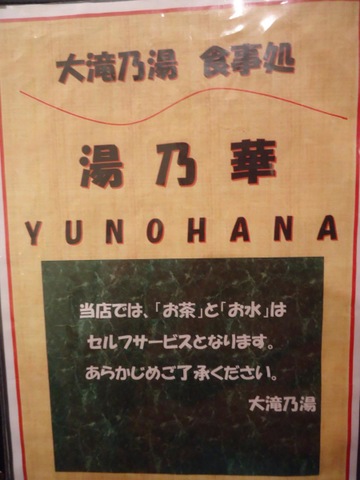 大滝乃湯 食事処
湯乃華
YUNOHANA
当店では、「お茶」と「お水」は
セルフサービスとなります。
あらかじめご了承ください。
大滝乃湯